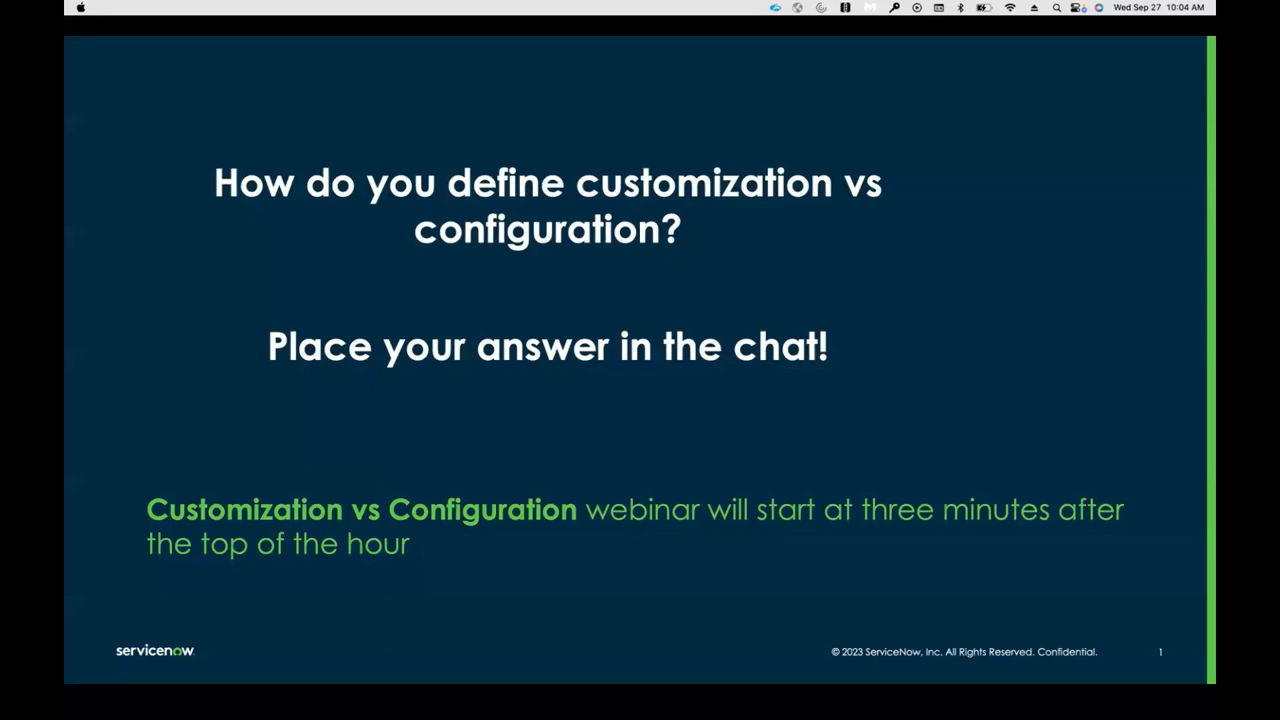 Wed Sep 27 10:04 AM
How do you define customization vs
configuration?
Place your answer in the chat!
Customization vs Configuration webinar will start at three minutes after
the top of the hour
servicenow
© 2023 ServiceNow, Inc. All Rights Reserved. Confidential.
1